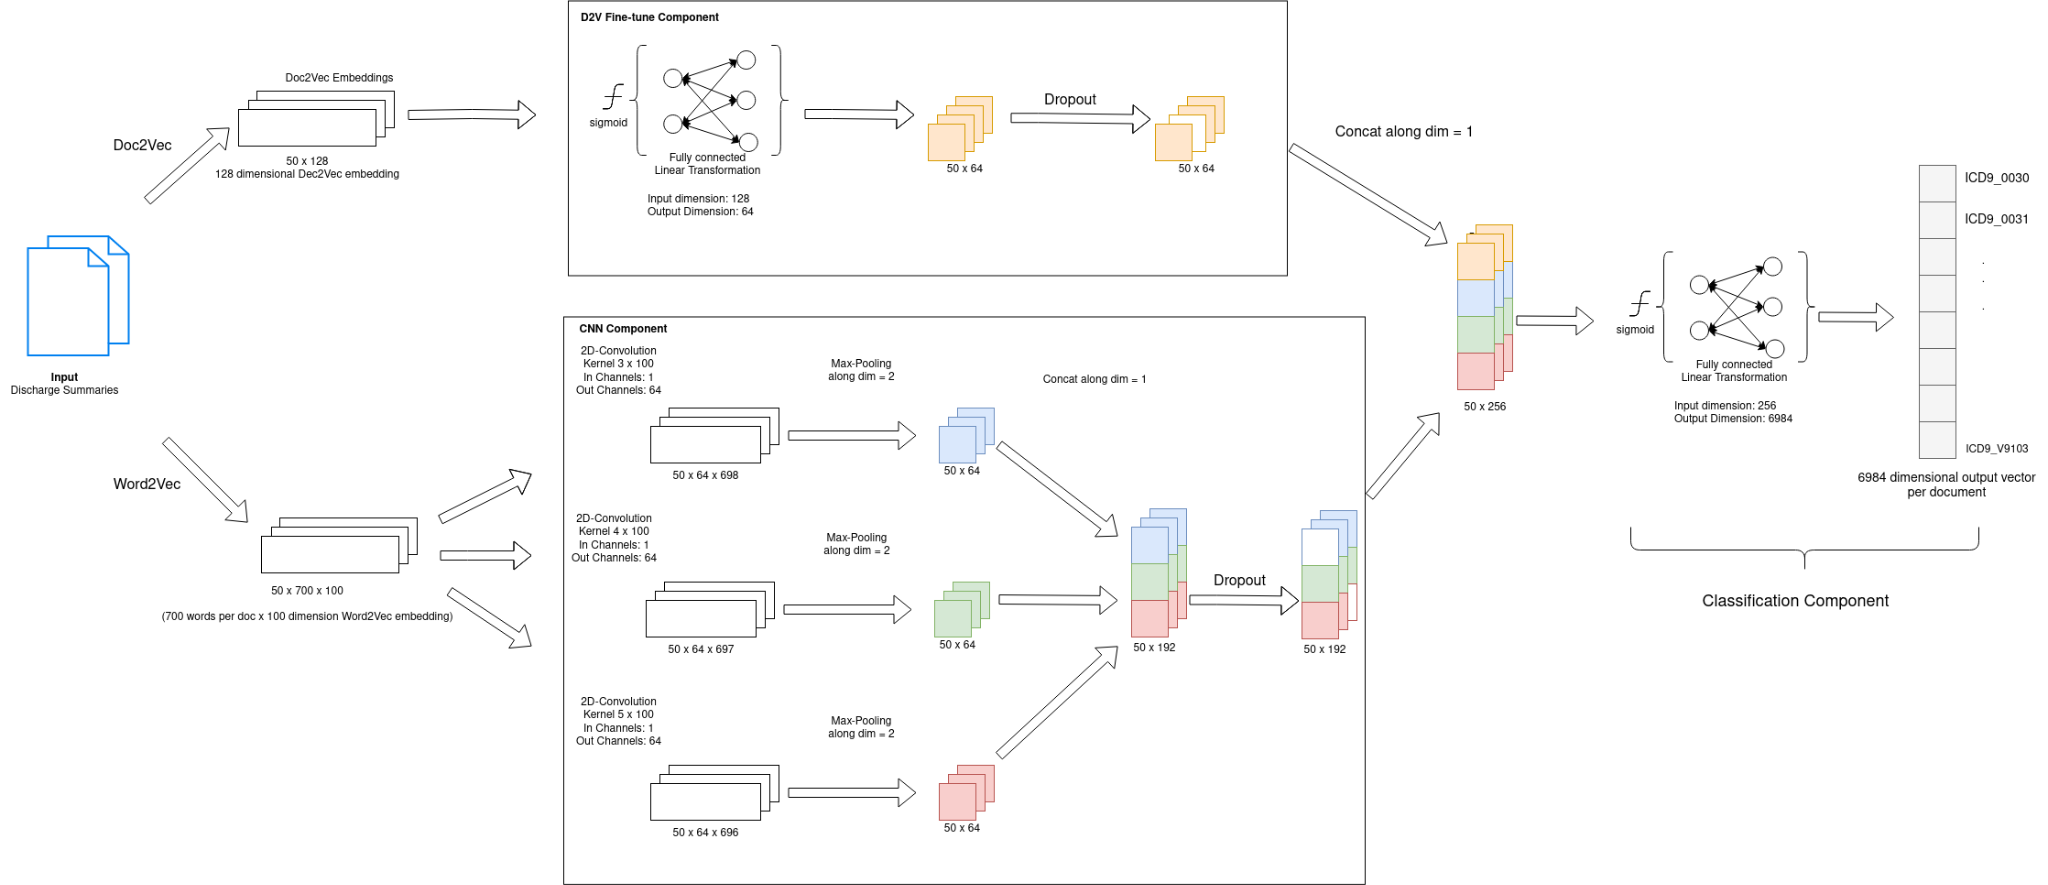 D2V Fine-tune Component
Doc2Vec Embeddings
Doc2Vec
50 x 128
128 dimensional Dec2Vec embedding
sigmoid
Fully connected
Linear Transformation
Input dimension: 128
Output Dimension: 64
50 x 64
Dropout
50 x 64
Concat along dim = 1
Input
Discharge Summaries
Word2Vec
50 x 700 x 100
(700 words per doc x 100 dimension Word2Vec embedding)
CNN Component
2D-Convolution
Kernel 3 x 100
In Channels: 1
Out Channels: 64
Max-Pooling
along dim = 2
Concat along dim = 1
50 x 64 x 698
50 x 64
2D-Convolution
Kernel 4 x 100
In Channels: 1
Out Channels: 64
Max-Pooling
along dim = 2
50 x 64 x 697
50 x 64
2D-Convolution
Kernel 5 x 100
In Channels: 1
Out Channels: 64
Max-Pooling
along dim = 2
50 x 64 x 696
50 x 64
50 x 192
Dropout
50 x 192
50 x 256
sigmoid
Fully connected
Linear Transformation
Input dimension: 256
Output Dimension: 6984
ICD9_0030
ICD9_0031
.
.
.
ICD9_V9103
6984 dimensional output vector
per document
Classification Component